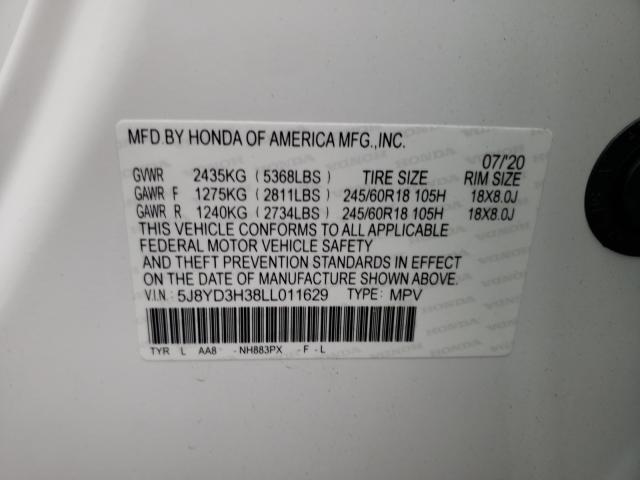 MFD.BY HONDA OF AMERICA MFG.,INC.
07/'20
GVWR 2435KG (5368LBS) TIRE SIZE RIM SIZE
GAWR F 1275KG (2811LBS) 245/60R18 105H 18X8.0J
GAWR R 1240KG (2734LBS) 245/60R18 105H 18X8.0J
THIS VEHICLE CONFORMS TO ALL APPLICABLE
FEDERAL MOTOR VEHICLE SAFETY
AND THEFT PREVENTION STANDARDS IN EFFECT
ON THE DATE OF MANUFACTURE SHOWN ABOVE.
V.I.N: 5J8YD3H38LL011629 TYPE: MPV
TYR L AA8 -NH883PX -F-L